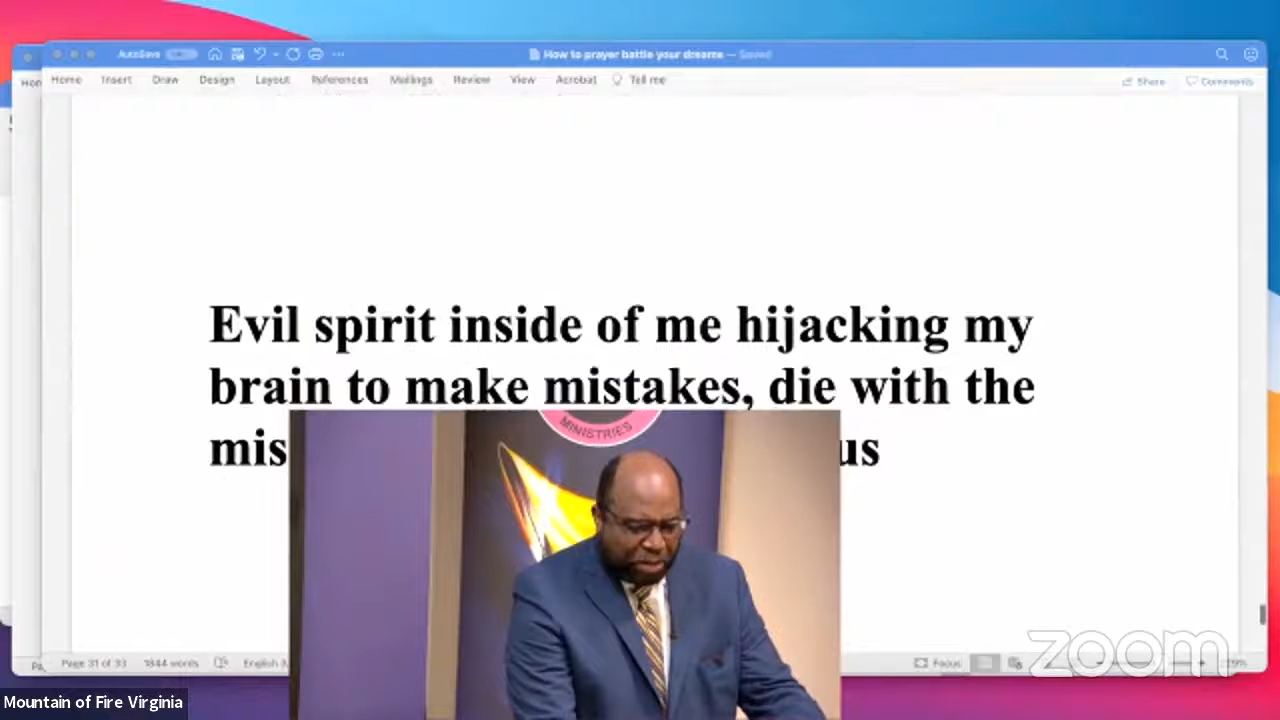 AutoSave
How to prayer battle your dreams — Saved
Home Insert Draw Design Layout References Mailings Review View Acrobat Tell me
Share Comments
Evil spirit inside of me hijacking my
brain to make mistakes, die with the
mis
us
MINISTRIES
Page 31 of 33 1844 words English
Focus
zoom
Mountain of Fire Virginia